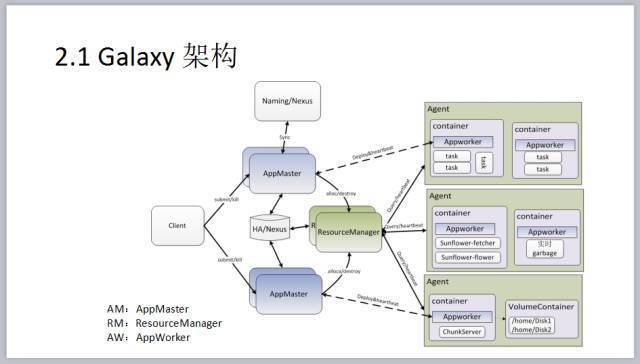 2.1 Galaxy 架构
Naming/Nexus
Sync
AppMaster
Deploy&heartbeat
submit/kill
alloc/destroy
Client
HA/Nexus
R
ResourceManager
Query/heartbeat
Query/heartbeat
Query/heartbeat
submit/kill
alloce/destroy
AppMaster
Deploy&heartbeat
Agent
container
Appworker
task
task
task
container
Appworker
task
task
Agent
container
Appworker
Sunflower-fetcher
Sunflower-flower
container
Appworker
实时
garbage
Agent
container
Appworker
ChunkServer
VolumeContainer
/home/Disk1
/home/Disk2
AM：AppMaster
RM：ResourceManager
AW：AppWorker